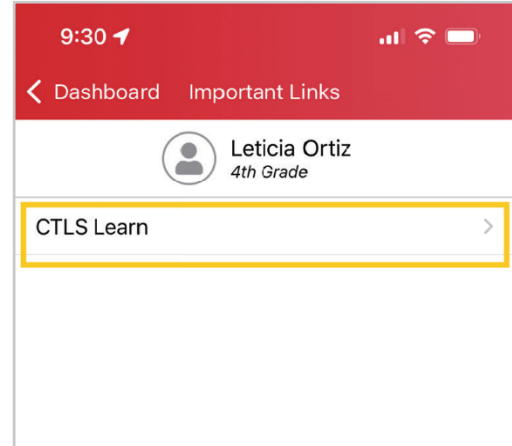 9:30
Dashboard Important Links
Leticia Ortiz
4th Grade
CTLS Learn